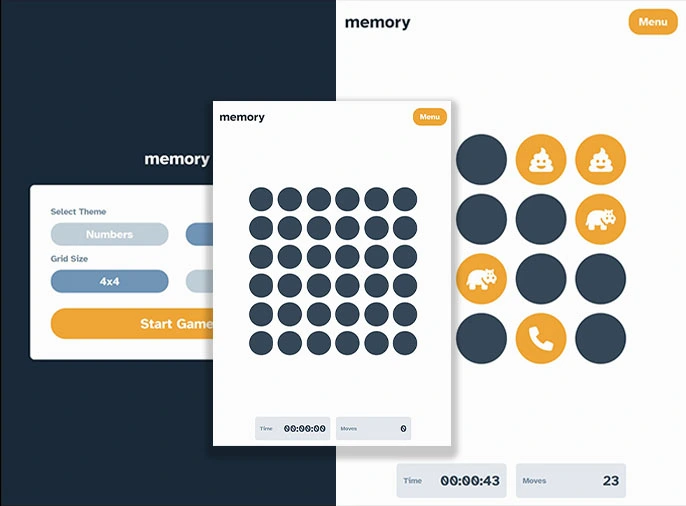 memory
Select Theme
Numbers
Grid Size
4x4
Start Game
memory
Menu
Time 00:00:00
Moves 0
memory
Menu
Time 00:00:43
Moves 23